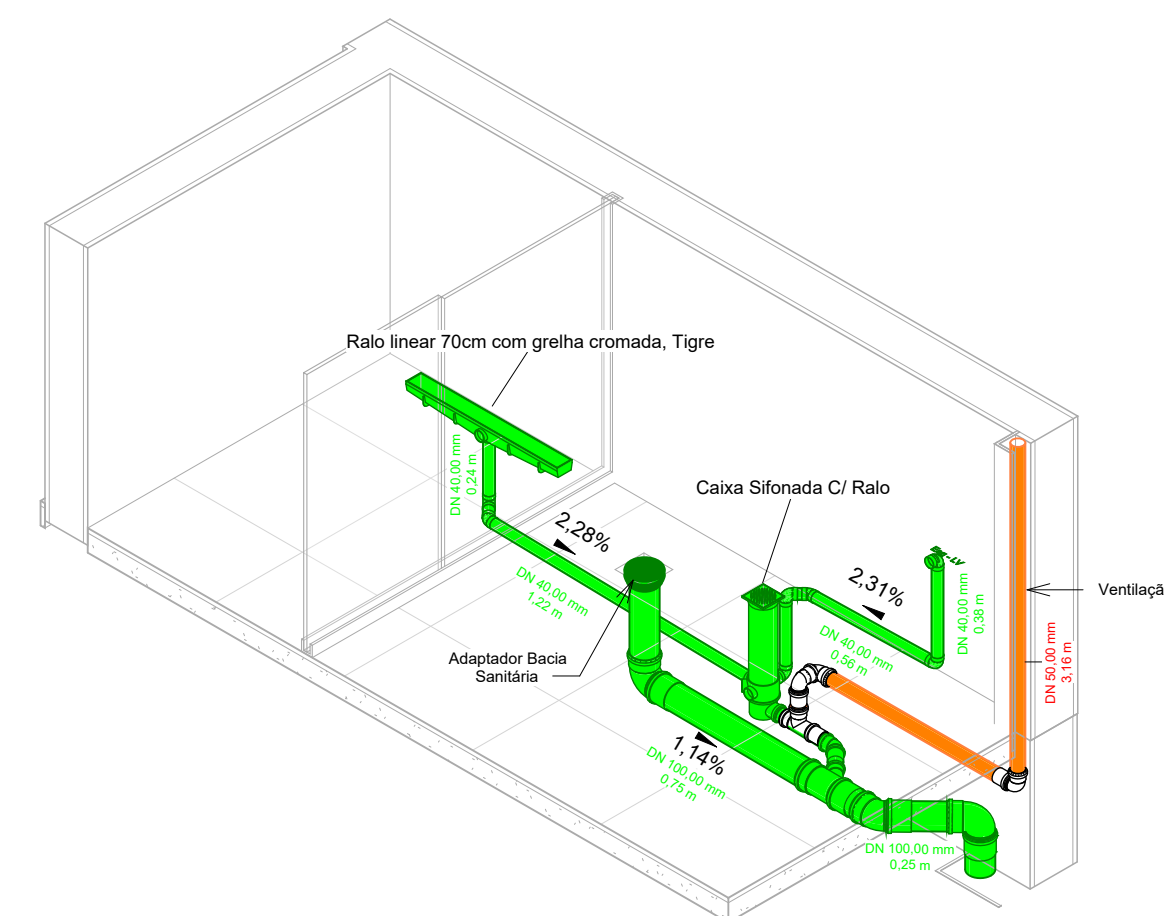 Ralo linear 70cm com grelha cromada, Tigre
DN 40,00 mm
0,24 m
Caixa Sifonada C/ Ralo
2,28%
DN 40,00 mm
1,22 m
2,31%
DN 40,00 mm
0,56 m
DN 40,00 mm
0,38 m
Ventilaçã
DN 50,00 mm
3,16 m
Adaptador Bacia
Sanitária
1,14%
DN 100,00 mm
0,75 m
DN 100,00 mm
0,25 m